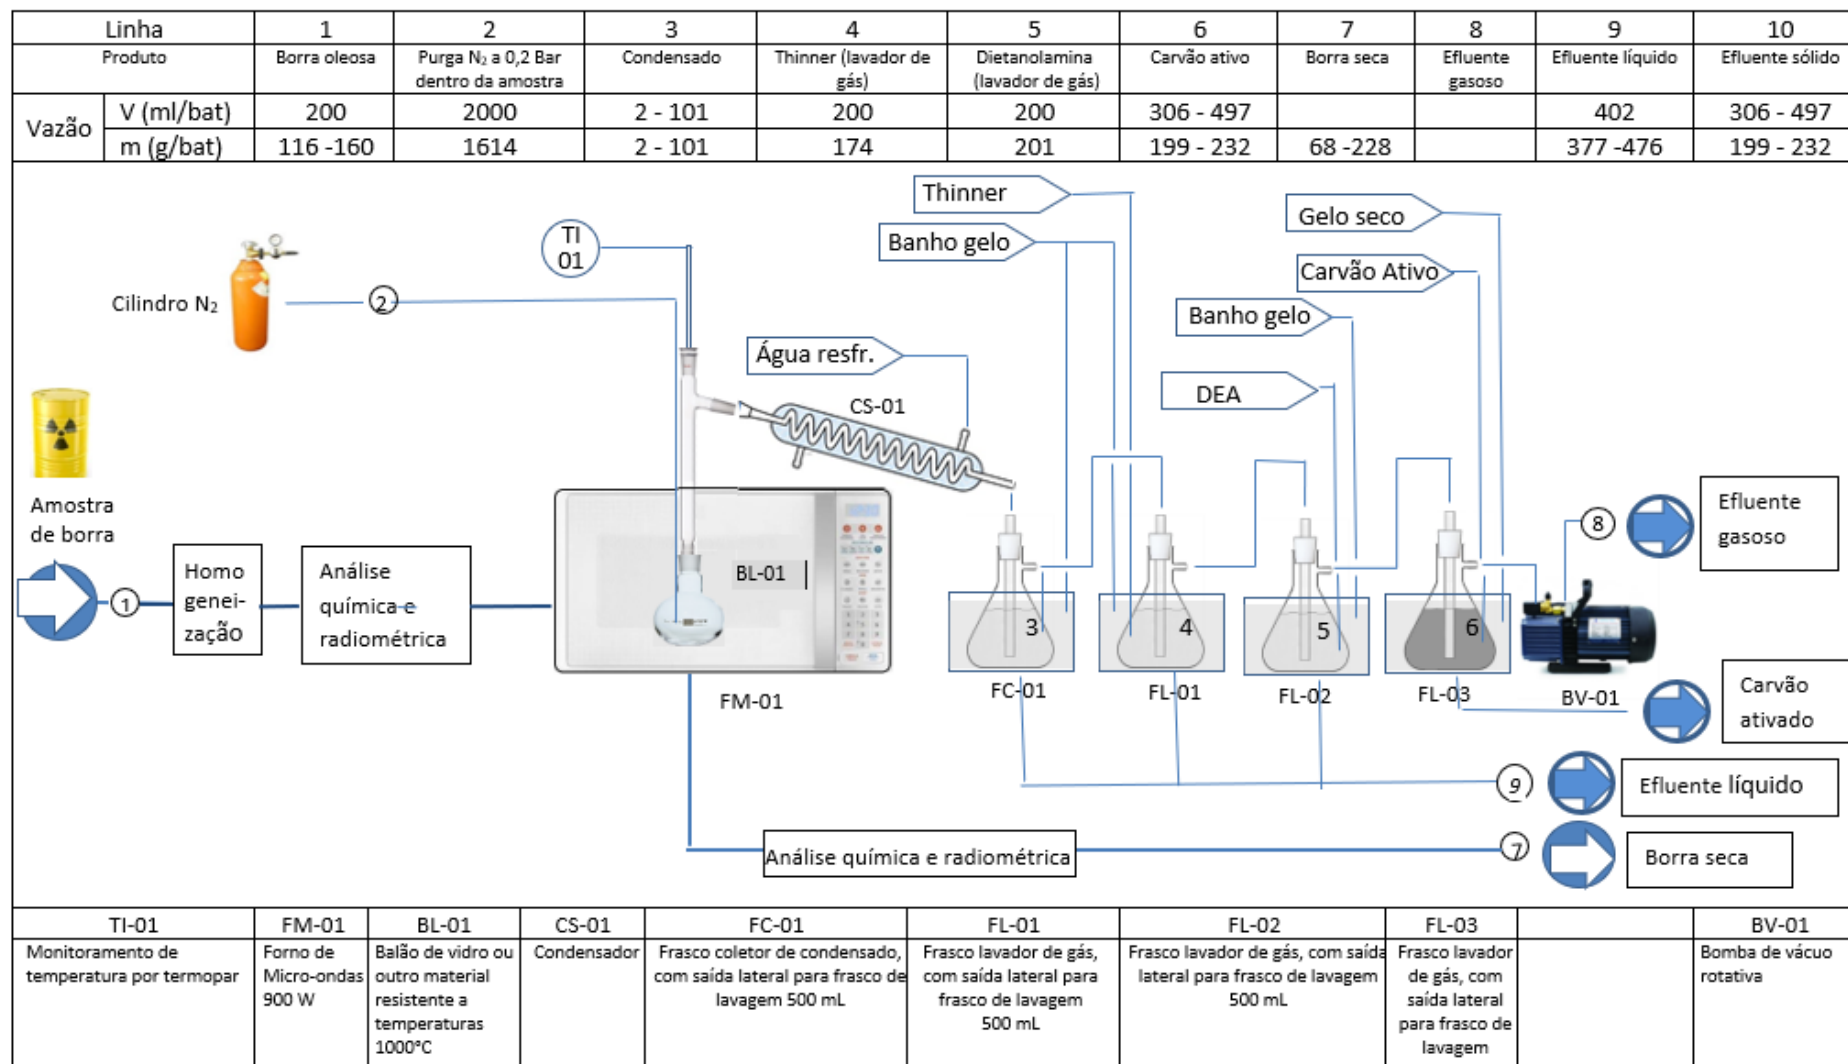 Linha 1 2 3 4 5 6 7 8 9 10
Produto Borra oleosa Purga N₂ a 0,2 Bar dentro da amostra Condensado Thinner (lavador de gás) Dietanolamina (lavador de gás) Carvão ativo Borra seca Efluente gasoso Efluente líquido Efluente sólido
Vazão V (ml/bat) 200 2000 2 - 101 200 200 306 - 497 402 306 - 497
m (g/bat) 116 -160 1614 2 - 101 174 201 199 - 232 68 -228 377 -476 199 - 232
Thinner
Banho gelo
Gelo seco
Carvão Ativo
Banho gelo
DEA
TI
01
Cilindro N₂
2
Água resfr.
CS-01
Amostra
de borra
1
Homo
genei-
zação
Análise
química e
radiométrica
BL-01
FM-01
3
4
5
6
FC-01
FL-01
FL-02
FL-03
BV-01
8
Efluente
gasoso
Carvão
ativado
9
Efluente líquido
Análise química e radiométrica
7
Borra seca
TI-01 FM-01 BL-01 CS-01 FC-01 FL-01 FL-02 FL-03 BV-01
Monitoramento de
temperatura por termopar
Forno de
Micro-ondas
900 W
Balão de vidro ou
outro material
resistente a
temperaturas
1000°C
Condensador
Frasco coletor de condensado,
com saída lateral para frasco de
lavagem 500 mL
Frasco lavador de gás,
com saída lateral para
frasco de lavagem
500 mL
Frasco lavador de gás, com saída
lateral para frasco de lavagem
500 mL
Frasco lavador
de gás, com
saída lateral
para frasco de
lavagem
Bomba de vácuo
rotativa